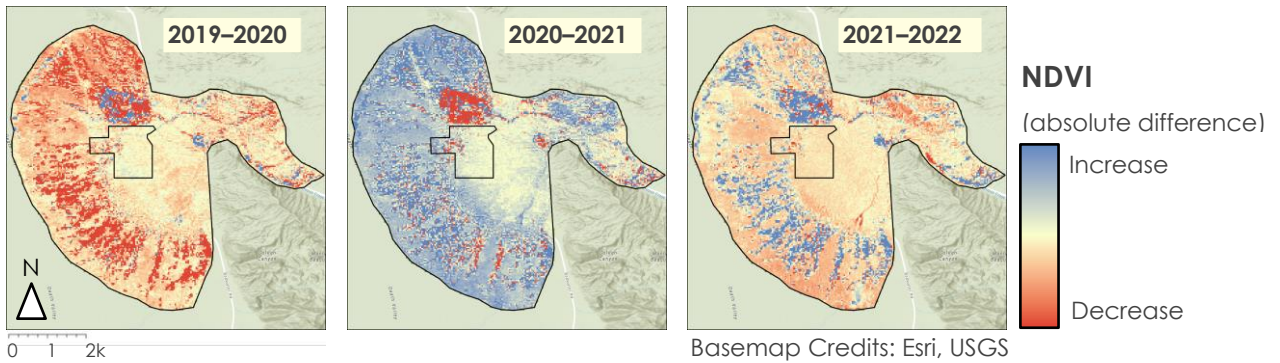 2019–2020
2020–2021
2021–2022
NDVI
(absolute difference)
Increase
Decrease
N
0 1 2k
Basemap Credits: Esri, USGS